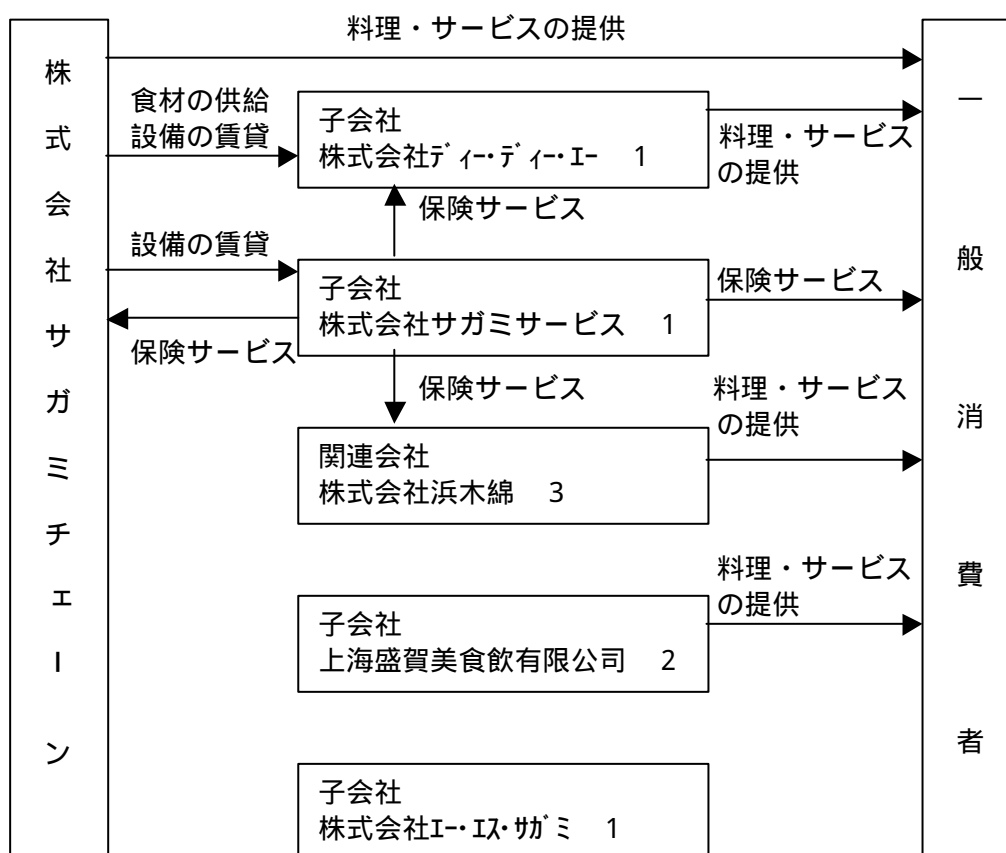 料理・サービスの提供
株式会社サガミチェーン
一般消費者
食材の供給
設備の賃貸
子会社
株式会社ディー・ディー・エー 1
料理・サービス
の提供
保険サービス
設備の賃貸
子会社
株式会社サガミサービス 1
保険サービス
保険サービス
保険サービス
関連会社
株式会社浜木綿 3
料理・サービス
の提供
子会社
上海盛賀美食飲有限公司 2
料理・サービス
の提供
子会社
株式会社エー・エス・サガミ 1